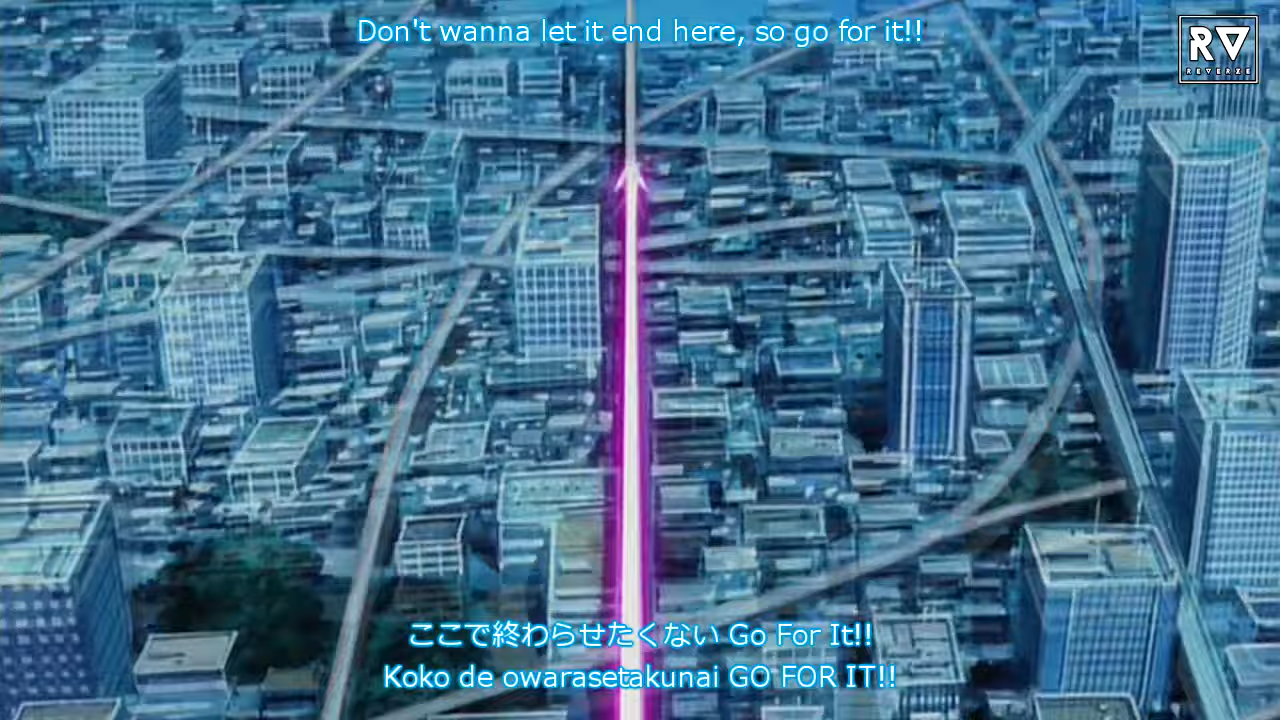 Don't wanna let it end here, so go for it!!
RV
REVERXE
ここで終わらせたくない Go For It!!
Koko de owarasetakunai GO FOR IT!!